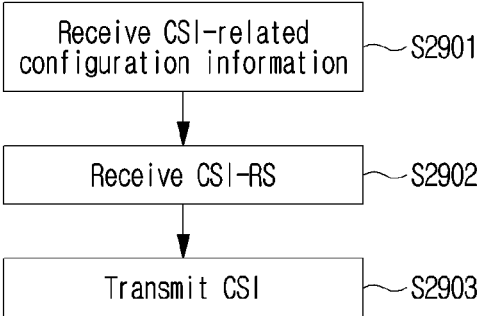 Receive CSI-related
configuration information
S2901
Receive CSI-RS
S2902
Transmit CSI
S2903